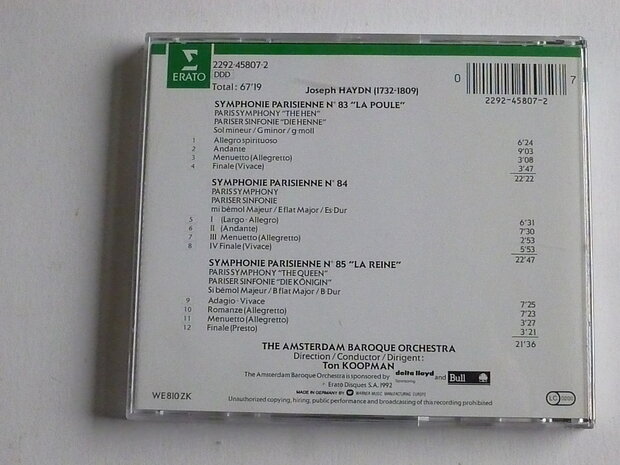 ERATO
2292-45807-2
DDD
Total: 67'19
Joseph HAYDN (1732-1809)
0 7
2292-45807-2
SYMPHONIE PARISIENNE N° 83 "LA POULE"
PARIS SYMPHONY "THE HEN"
PARISER SINFONIE "DIE HENNE"
Sol mineur / G minor / g moll
1 Allegro spirituoso 6'24
2 Andante 9'03
3 Menuetto (Allegretto) 3'08
4 Finale (Vivace) 3'47
22'22
SYMPHONIE PARISIENNE N° 84
PARIS SYMPHONY
PARISER SINFONIE
mi bémol Majeur / E flat Major / Es-Dur
5 I (Largo - Allegro) 6'31
6 II (Andante) 7'30
7 III Menuetto (Allegretto) 2'53
8 IV Finale (Vivace) 5'53
22'47
SYMPHONIE PARISIENNE N° 85 "LA REINE"
PARIS SYMPHONY "THE QUEEN"
PARISER SINFONIE "DIE KÖNIGIN"
Si bémol Majeur / B flat Major / B-Dur
9 Adagio - Vivace 7'25
10 Romanze (Allegretto) 7'23
11 Menuetto (Allegretto) 3'27
12 Finale (Presto) 3'21
21'36
THE AMSTERDAM BAROQUE ORCHESTRA
Direction / Conductor / Dirigent:
Ton KOOPMAN
The Amsterdam Baroque Orchestra is sponsored by delta lloyd Sponsoring and Bull
Erato Disques S.A. 1992
MADE IN GERMANY BY WARNER MUSIC MANUFACTURING EUROPE
WE 810 ZK
Unauthorized copying, hiring, public performance and broadcasting of this recording prohibited
LC